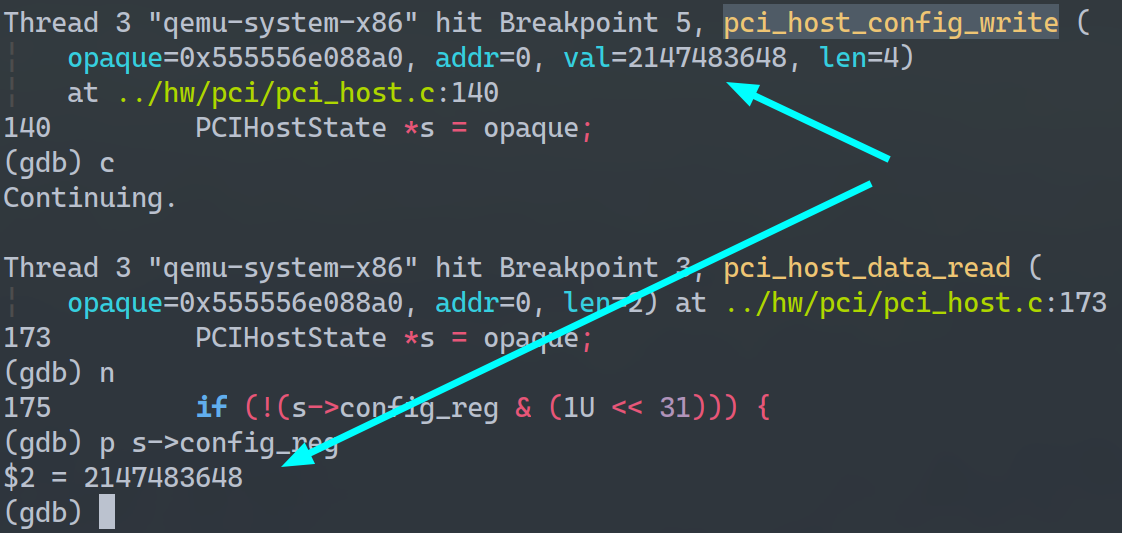 Thread 3 "qemu-system-x86" hit Breakpoint 5, pci_host_config_write (
    opaque=0x555556e088a0, addr=0, val=2147483648, len=4)
    at ../hw/pci/pci_host.c:140
140         PCIHostState *s = opaque;
(gdb) c
Continuing.

Thread 3 "qemu-system-x86" hit Breakpoint 3, pci_host_data_read (
    opaque=0x555556e088a0, addr=0, len=2) at ../hw/pci/pci_host.c:173
173         PCIHostState *s = opaque;
(gdb) n
175         if (!(s->config_reg & (1U << 31))) {
(gdb) p s->config_reg
$2 = 2147483648
(gdb)